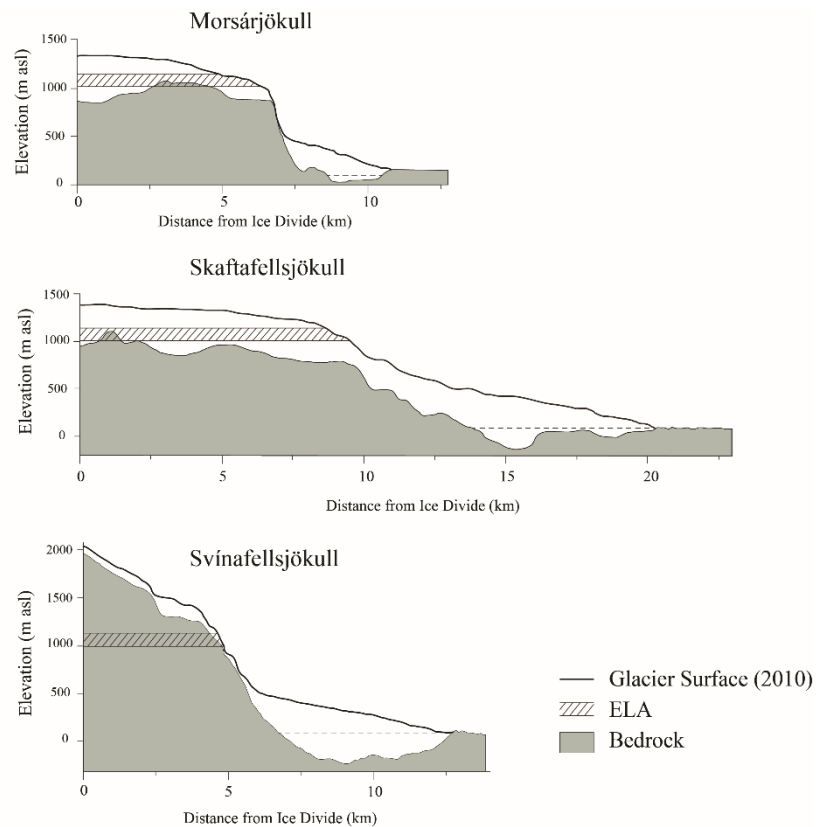 Morsárjökull
1500
1000
500
0
Elevation (m asl)
0 5 10
Distance from Ice Divide (km)
Skaftafellsjökull
1500
1000
500
0
Elevation (m asl)
0 5 10 15 20
Distance from Ice Divide (km)
Svínafellsjökull
2000
1500
1000
500
0
Elevation (m asl)
0 5 10
Distance from Ice Divide (km)
Glacier Surface (2010)
ELA
Bedrock